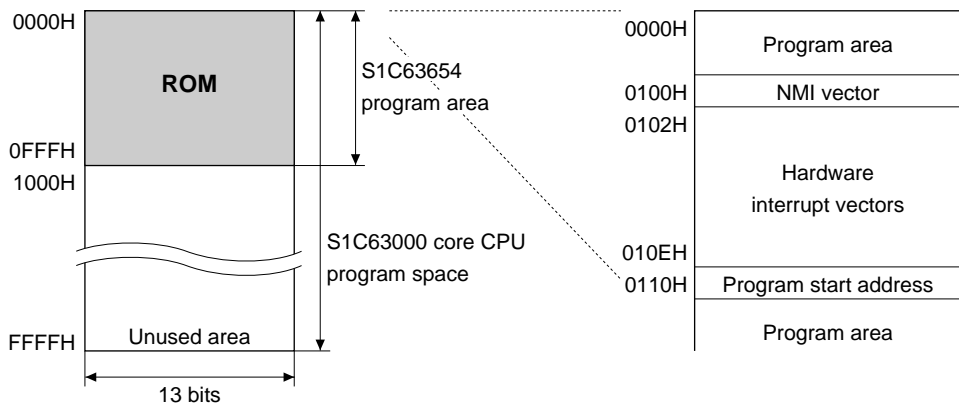 0000H
ROM
0FFFH
1000H
Unused area
FFFFH
13 bits
S1C63654
program area
S1C63000 core CPU
program space
0000H
Program area
0100H
NMI vector
0102H
Hardware
interrupt vectors
010EH
0110H
Program start address
Program area